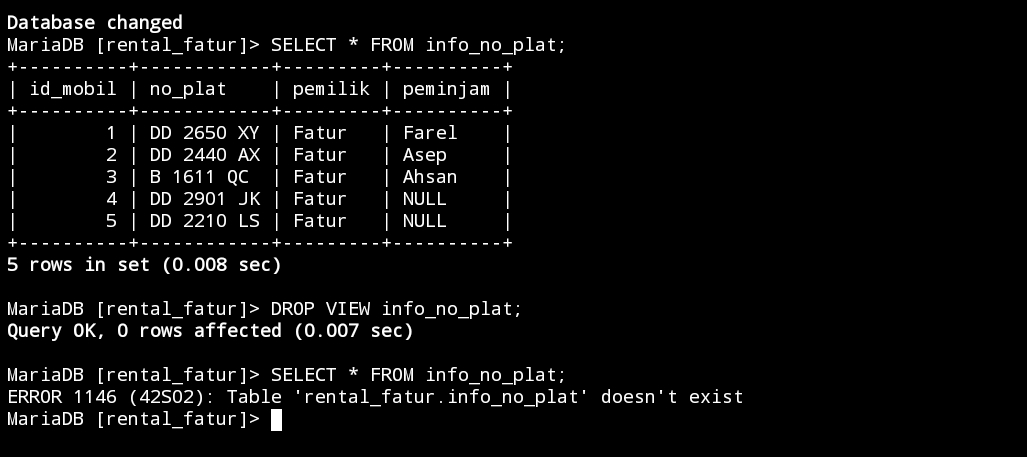 Database changed
MariaDB [rental_fatur]> SELECT * FROM info_no_plat;
+----------+------------+---------+----------+
| id_mobil | no_plat    | pemilik | peminjam |
+----------+------------+---------+----------+
|        1 | DD 2650 XY | Fatur   | Farel    |
|        2 | DD 2440 AX | Fatur   | Asep     |
|        3 | B 1611 QC  | Fatur   | Ahsan    |
|        4 | DD 2901 JK | Fatur   | NULL     |
|        5 | DD 2210 LS | Fatur   | NULL     |
+----------+------------+---------+----------+
5 rows in set (0.008 sec)
MariaDB [rental_fatur]> DROP VIEW info_no_plat;
Query OK, 0 rows affected (0.007 sec)
MariaDB [rental_fatur]> SELECT * FROM info_no_plat;
ERROR 1146 (42S02): Table 'rental_fatur.info_no_plat' doesn't exist
MariaDB [rental_fatur]>